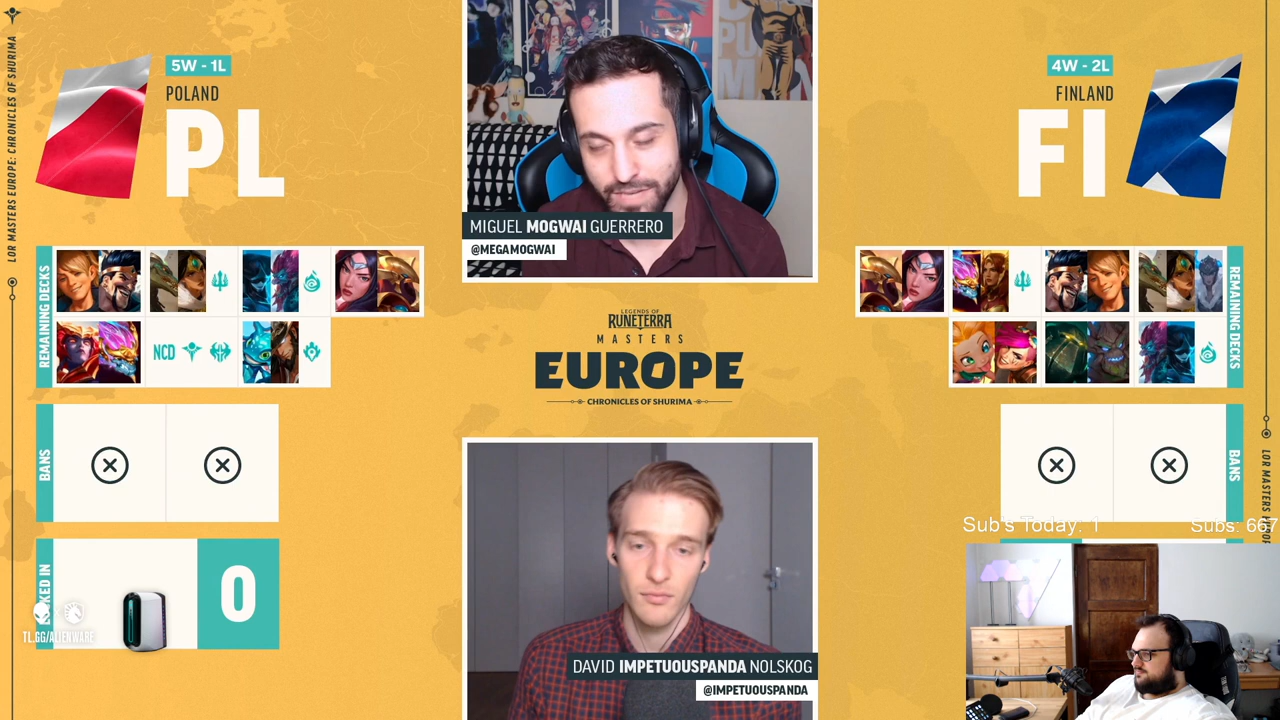 LOR MASTERS EUROPE: CHRONICLES OF SHURIMA
5W - 1L
POLAND
PL
4W - 2L
FINLAND
FI
MIGUEL MOGWAI GUERRERO
@MEGAMOGWAI
REMAINING DECKS
NCD
REMAINING DECKS
LEGENDS OF
RUNETERRA
MASTERS
EUROPE
CHRONICLES OF SHURIMA
BANS
BANS
LOR MASTERS
Sub's Today: 1
Subs: 667
0
TL.GG/ALIENWARE
DAVID IMPETUOUSPANDA NOLSKOG
@IMPETUOUSPANDA